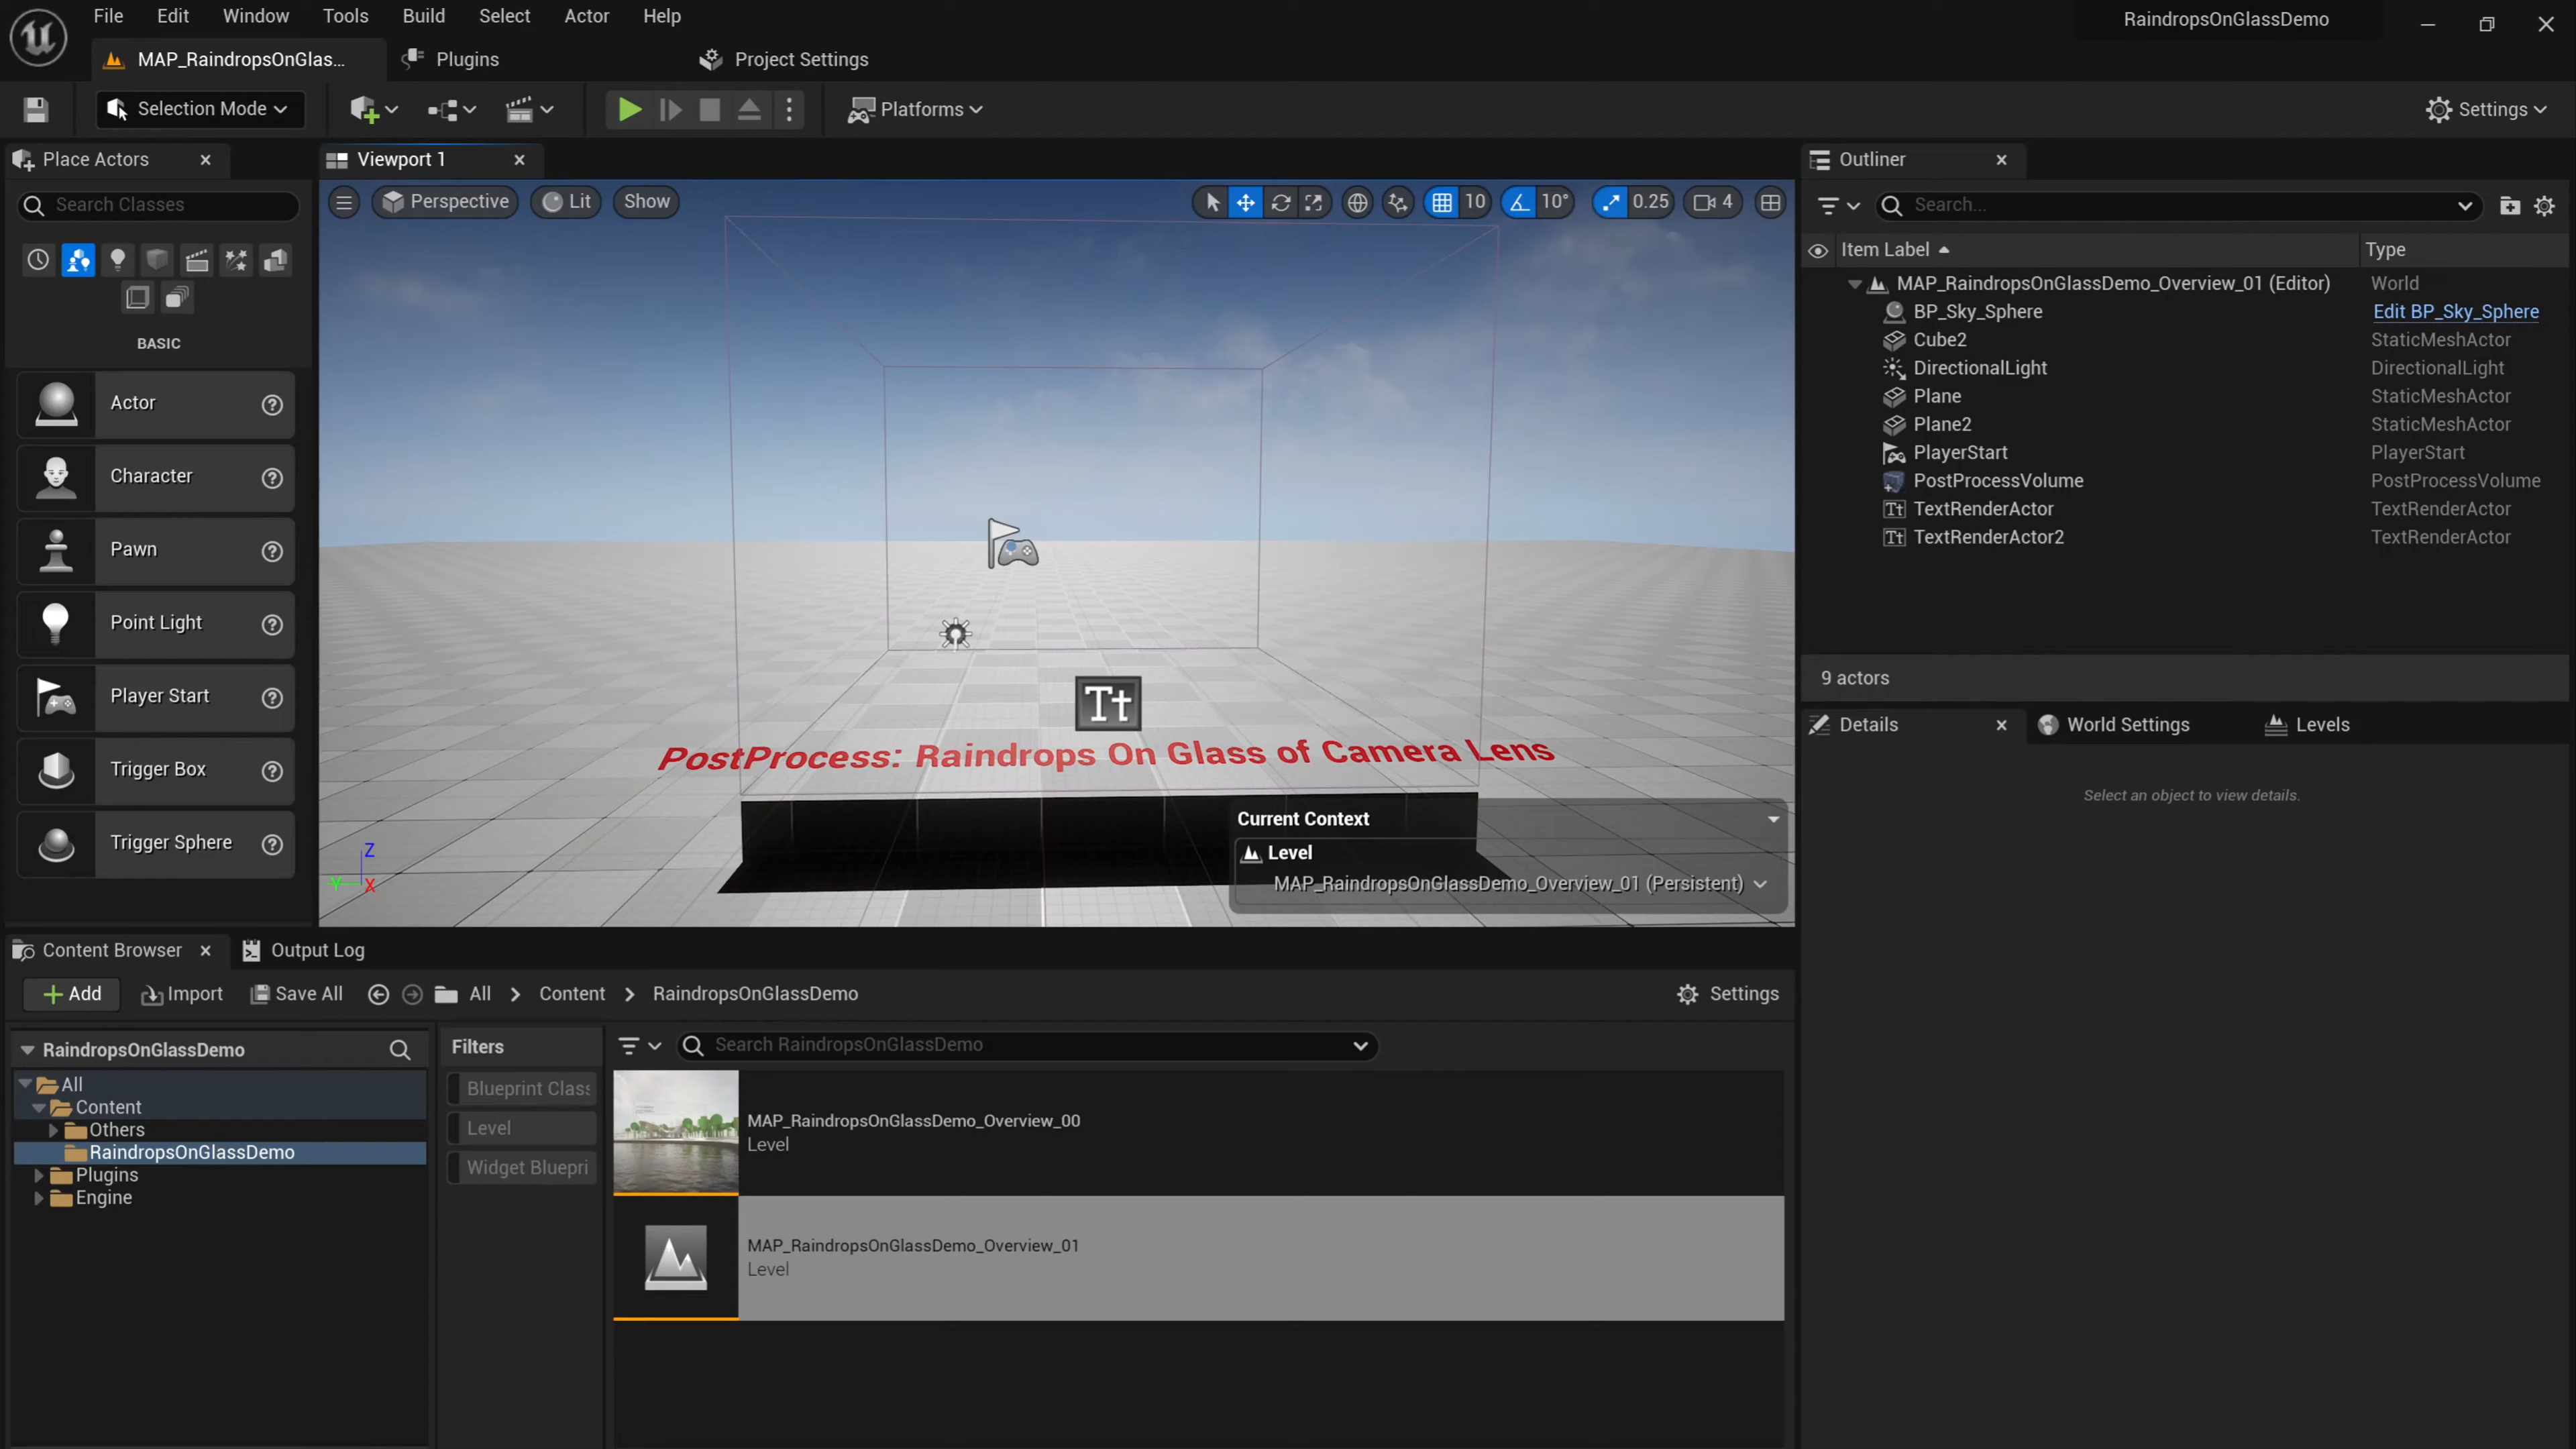 File Edit Window Tools Build Select Actor Help
RaindropsOnGlassDemo
MAP_RaindropsOnGlas...
Plugins
Project Settings
Selection Mode
Platforms
Settings
Place Actors
Search Classes
BASIC
Actor
Character
Pawn
Point Light
Player Start
Trigger Box
Trigger Sphere
Viewport 1
Perspective
Lit
Show
10
10°
0.25
4
Tt
PostProcess: Raindrops On Glass of Camera Lens
Z
Y
X
Current Context
Level
MAP_RaindropsOnGlassDemo_Overview_01 (Persistent)
Outliner
Search...
Item Label Type
MAP_RaindropsOnGlassDemo_Overview_01 (Editor) World
BP_Sky_Sphere Edit BP_Sky_Sphere
Cube2 StaticMeshActor
DirectionalLight DirectionalLight
Plane StaticMeshActor
Plane2 StaticMeshActor
PlayerStart PlayerStart
PostProcessVolume PostProcessVolume
Tt TextRenderActor TextRenderActor
Tt TextRenderActor2 TextRenderActor
9 actors
Details
World Settings
Levels
Select an object to view details.
Content Browser
Output Log
Add
Import
Save All
All
Content
RaindropsOnGlassDemo
Settings
RaindropsOnGlassDemo
All
Content
Others
RaindropsOnGlassDemo
Plugins
Engine
Filters
Blueprint Class
Level
Widget Bluepri
Search RaindropsOnGlassDemo
MAP_RaindropsOnGlassDemo_Overview_00
Level
MAP_RaindropsOnGlassDemo_Overview_01
Level